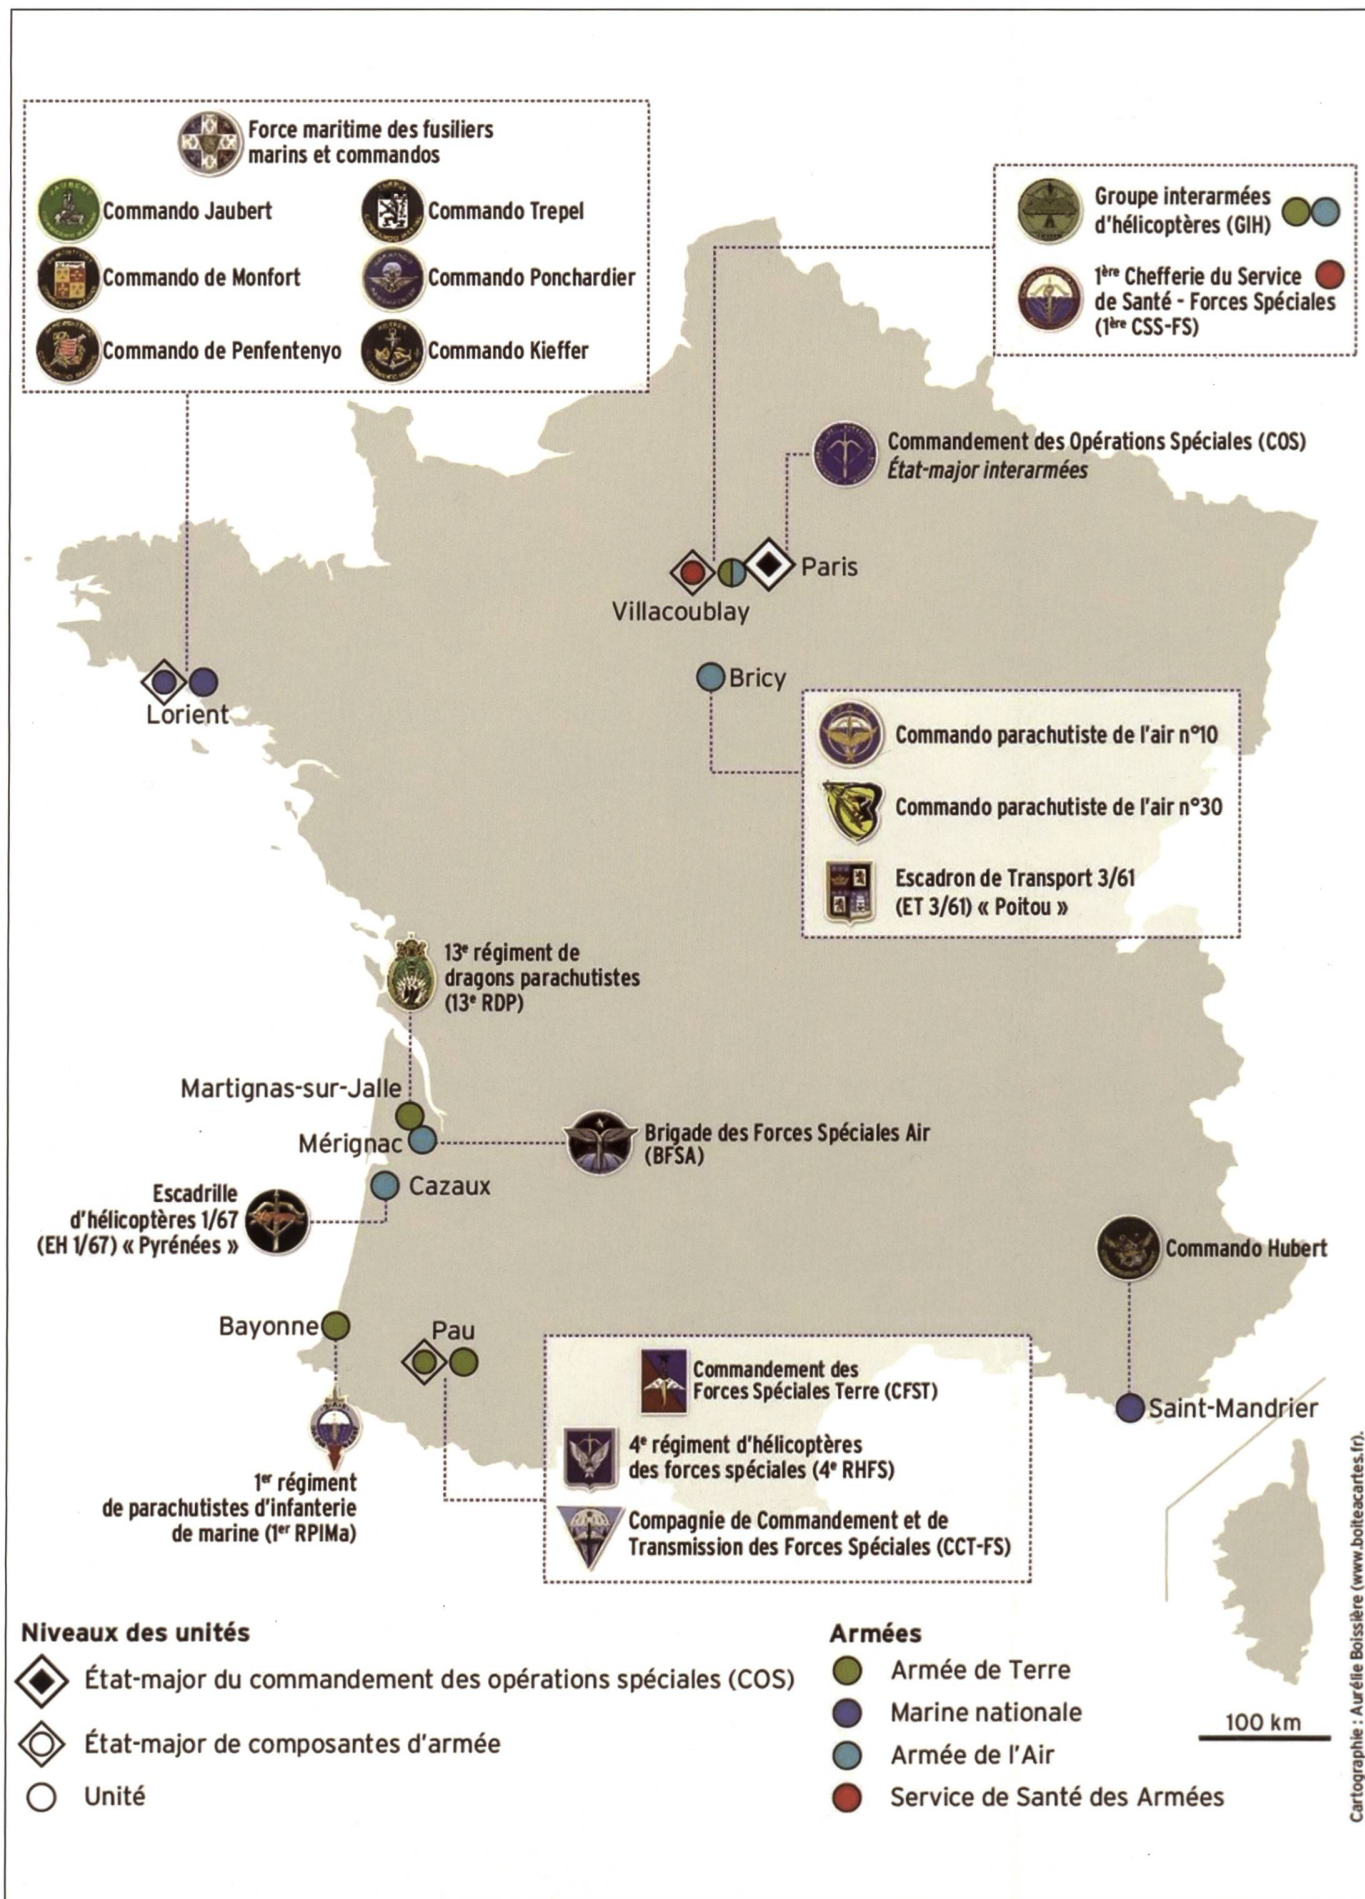 Force maritime des fusiliers
marins et commandos
JAUBERT
Commando Jaubert
Commando Trepel
Commando de Monfort
Commando Ponchardier
Commando de Penfentenyo
Commando Kieffer
Groupe interarmées
d'hélicoptères (GIH)
1ère Chefferie du Service
de Santé - Forces Spéciales
(1ère CSS-FS)
Commandement des Opérations Spéciales (COS)
État-major interarmées
Paris
Villacoublay
Bricy
Lorient
Commando parachutiste de l'air n°10
Commando parachutiste de l'air n°30
Escadron de Transport 3/61
(ET 3/61) « Poitou »
13e régiment de
dragons parachutistes
(13e RDP)
Martignas-sur-Jalle
Mérignac
Brigade des Forces Spéciales Air
(BFSA)
Cazaux
Escadrille
d'hélicoptères 1/67
(EH 1/67) « Pyrénées »
Commando Hubert
Bayonne
Pau
Commandement des
Forces Spéciales Terre (CFST)
4e régiment d'hélicoptères
des forces spéciales (4e RHFS)
Compagnie de Commandement et de
Transmission des Forces Spéciales (CCT-FS)
Saint-Mandrier
1er régiment
de parachutistes d'infanterie
de marine (1er RPIMa)
Niveaux des unités
État-major du commandement des opérations spéciales (COS)
État-major de composantes d'armée
Unité
Armées
Armée de Terre
Marine nationale
Armée de l'Air
Service de Santé des Armées
100 km
Cartographie : Aurélie Boissière (www.boiteacartes.fr).